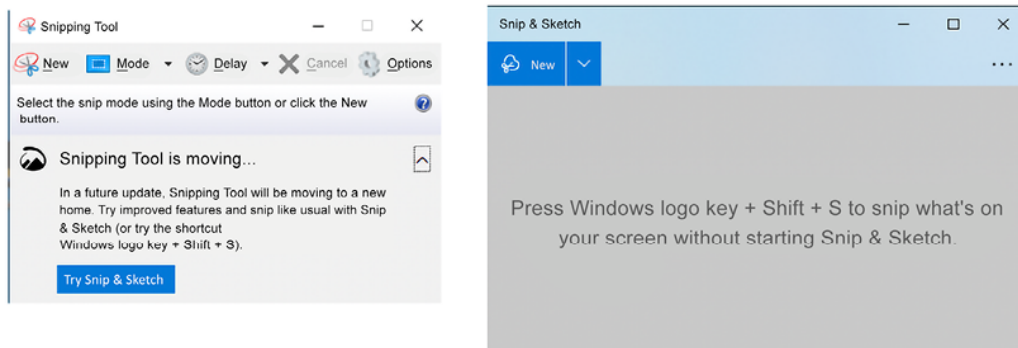 Snipping Tool
New Mode Delay Cancel Options
Select the snip mode using the Mode button or click the New
button.
Snipping Tool is moving...
In a future update, Snipping Tool will be moving to a new
home. Try improved features and snip like usual with Snip
& Sketch (or try the shortcut
Windows logo key + Shift + S).
Try Snip & Sketch
Snip & Sketch
New
Press Windows logo key + Shift + S to snip what's on
your screen without starting Snip & Sketch.